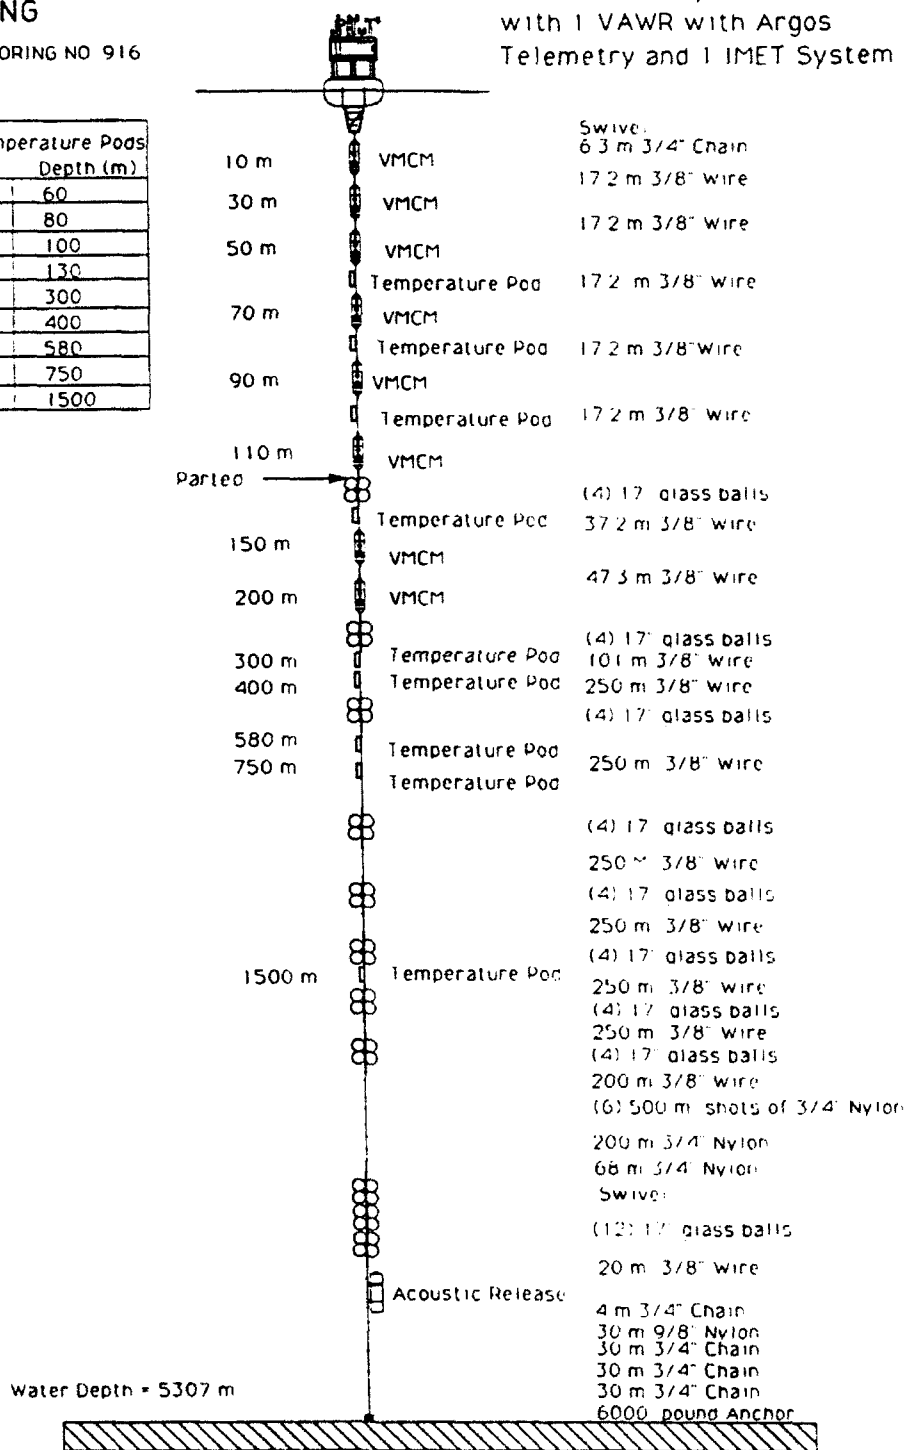 NG
ORING NO 916
with 1 VAWR with Argos
Telemetry and 1 IMET System
nperature Pods
Depth (m)
60
80
100
130
300
400
580
750
1500
Swivel
6.3 m 3/4" Chain
10 m VMCM
17.2 m 3/8" Wire
30 m VMCM
17.2 m 3/8" Wire
50 m VMCM
Temperature Pod 17.2 m 3/8" Wire
70 m VMCM
Temperature Pod 17.2 m 3/8" Wire
90 m VMCM
Temperature Pod 17.2 m 3/8" Wire
110 m VMCM
Parted
(4) 17" glass balls
Temperature Pod 37.2 m 3/8" Wire
150 m VMCM
47.3 m 3/8" Wire
200 m VMCM
(4) 17" glass balls
300 m Temperature Pod 101 m 3/8" Wire
400 m Temperature Pod 250 m 3/8" Wire
(4) 17" glass balls
580 m Temperature Pod
750 m Temperature Pod 250 m 3/8" Wire
(4) 17" glass balls
250 M 3/8" Wire
(4) 17" glass balls
250 m 3/8" Wire
(4) 17" glass balls
1500 m Temperature Pod 250 m 3/8" Wire
(4) 17" glass balls
250 m 3/8" Wire
(4) 17" glass balls
200 m 3/8" Wire
(6) 500 m shots of 3/4" Nylon
200 m 3/4" Nylon
68 m 3/4" Nylon
Swivel
(12) 17" glass balls
20 m 3/8" Wire
Acoustic Release
4 m 3/4" Chain
30 m 9/8" Nylon
30 m 3/4" Chain
30 m 3/4" Chain
30 m 3/4" Chain
Water Depth = 5307 m
6000 pound Anchor